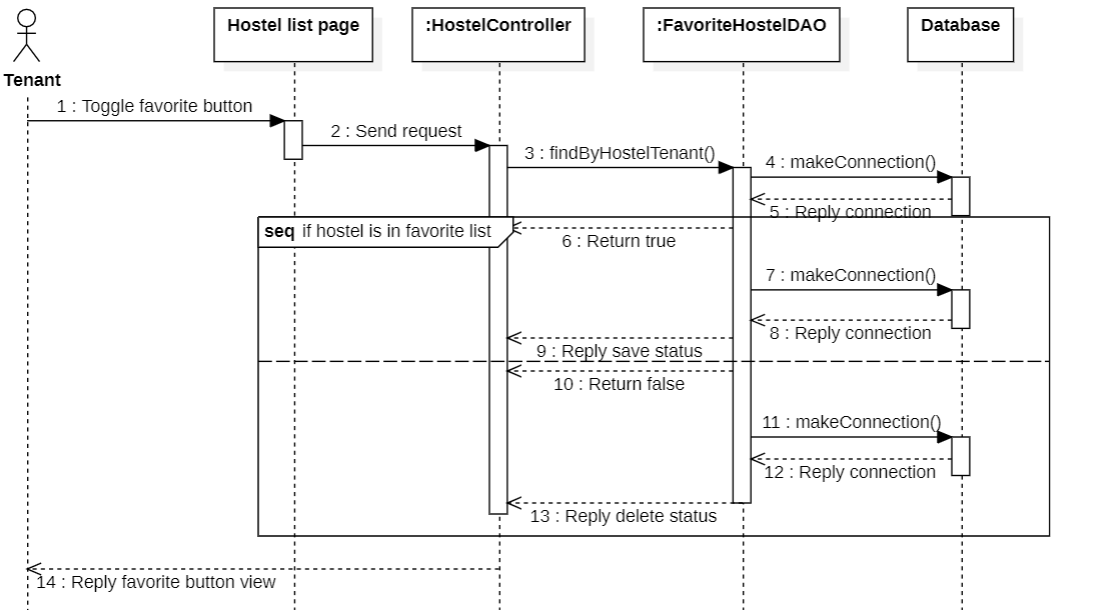 Hostel list page
:HostelController
:FavoriteHostelDAO
Database
Tenant
1 : Toggle favorite button
2 : Send request
3 : findByHostelTenant()
4 : makeConnection()
5 : Reply connection
seq if hostel is in favorite list
6 : Return true
7 : makeConnection()
8 : Reply connection
9 : Reply save status
10 : Return false
11 : makeConnection()
12 : Reply connection
13 : Reply delete status
14 : Reply favorite button view